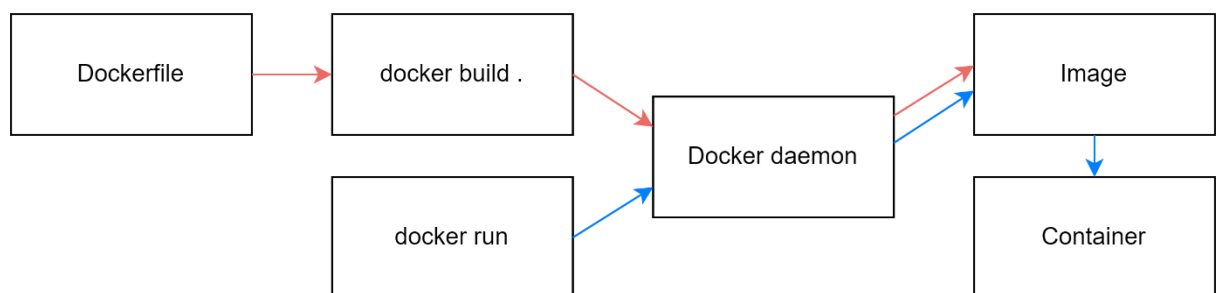 Dockerfile
docker build .
Docker daemon
Image
docker run
Container